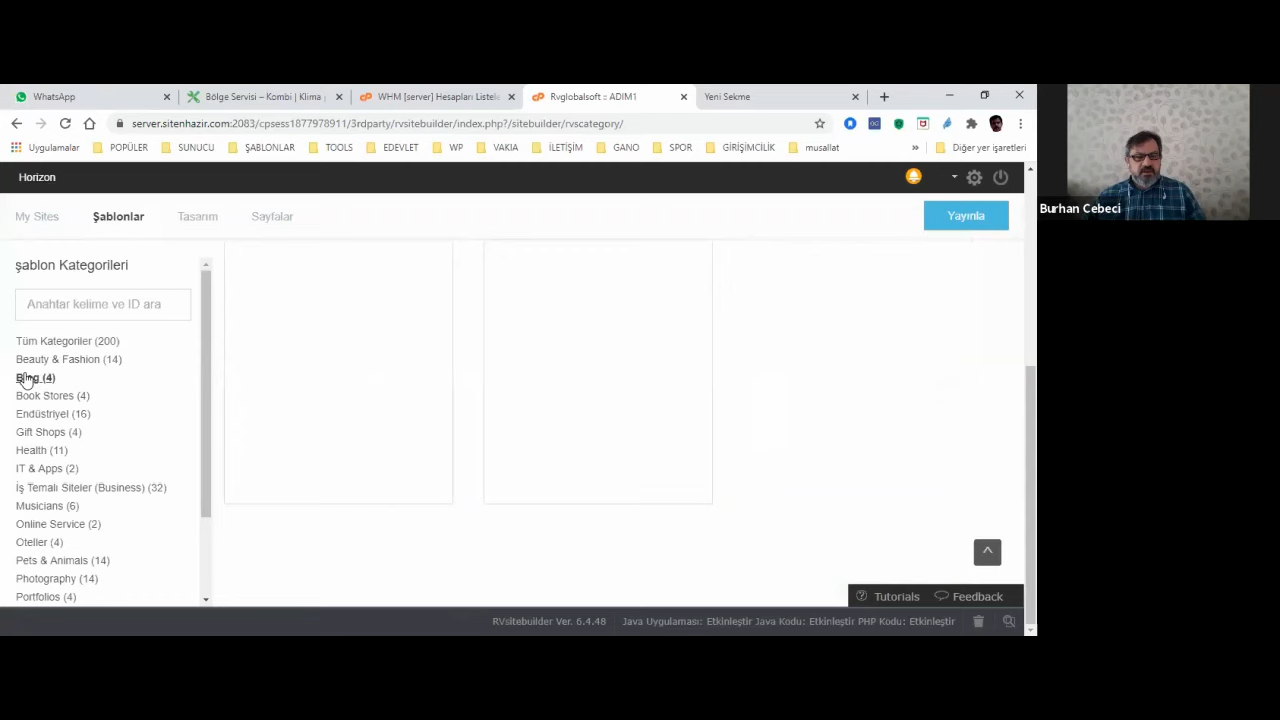 WhatsApp
Bölge Servisi – Kombi | Klima
WHM [server] Hesapları Listele
Rvglobalsoft :: ADIM1
Yeni Sekme
server.sitenhazir.com:2083/cpsess1877978911/3rdparty/rvsitebuilder/index.php?/sitebuilder/rvscategory/
Uygulamalar
POPÜLER
SUNUCU
ŞABLONLAR
TOOLS
EDEVLET
WP
VAKIA
İLETİŞİM
GANO
SPOR
GİRİŞİMCİLİK
musallat
»
Diğer yer işaretleri
Horizon
My Sites
Şablonlar
Tasarım
Sayfalar
Yayınla
Burhan Cebeci
şablon Kategorileri
Anahtar kelime ve ID ara
Tüm Kategoriler (200)
Beauty & Fashion (14)
Blog (4)
Book Stores (4)
Endüstriyel (16)
Gift Shops (4)
Health (11)
IT & Apps (2)
İş Temalı Siteler (Business) (32)
Musicians (6)
Online Service (2)
Oteller (4)
Pets & Animals (14)
Photography (14)
Portfolios (4)
Tutorials
Feedback
RVsitebuilder Ver. 6.4.48
Java Uygulaması: Etkinleştir Java Kodu: Etkinleştir PHP Kodu: Etkinleştir